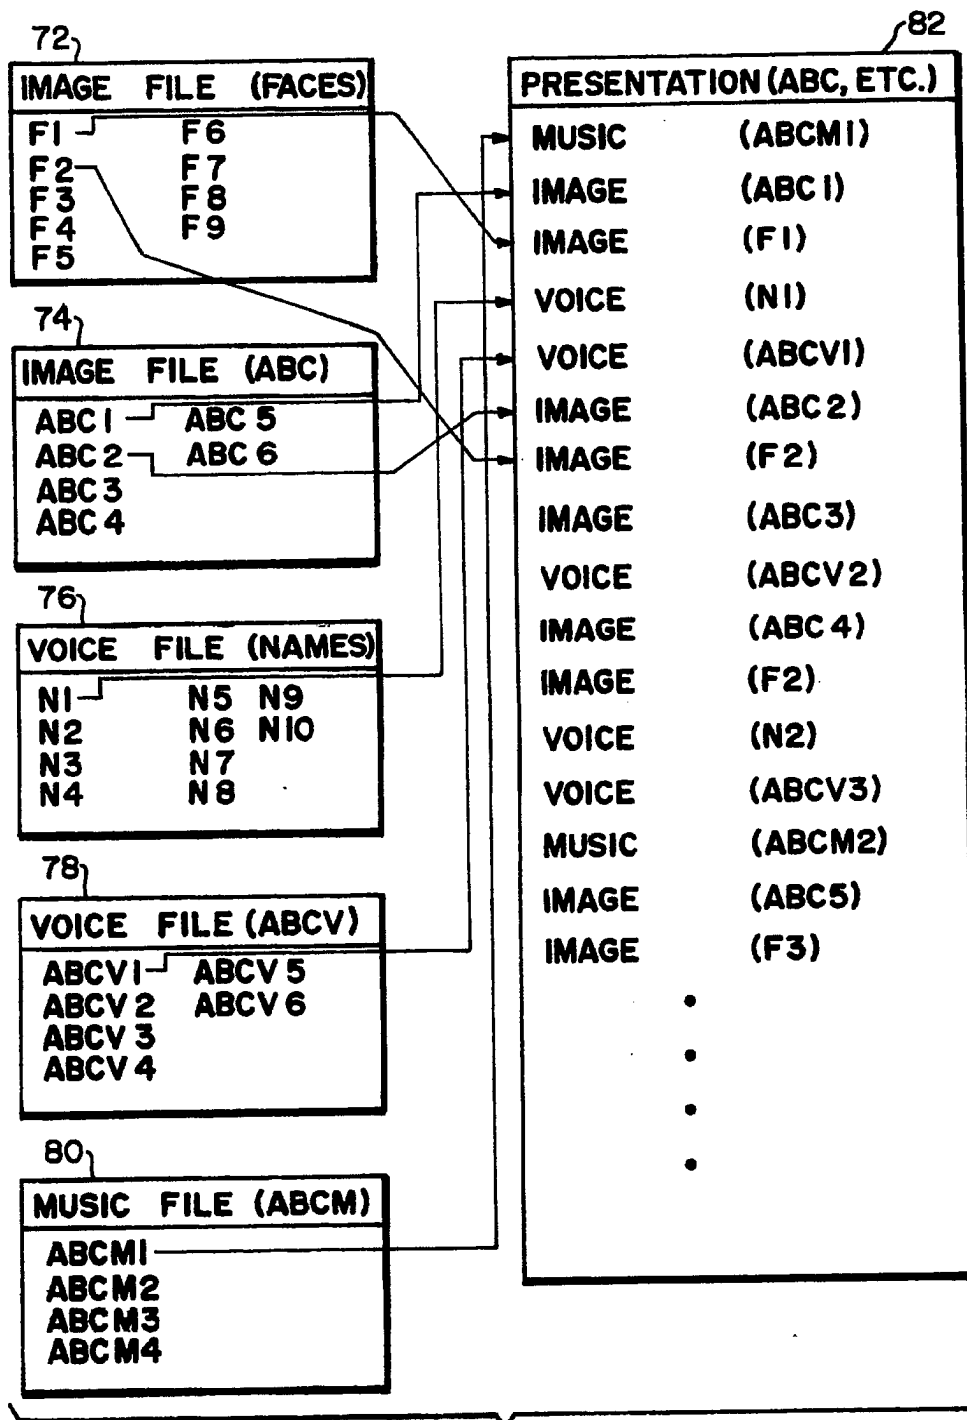 72
IMAGE FILE (FACES)
F1 F6
F2 F7
F3 F8
F4 F9
F5
74
IMAGE FILE (ABC)
ABC1 ABC5
ABC2 ABC6
ABC3
ABC4
76
VOICE FILE (NAMES)
N1 N5 N9
N2 N6 N10
N3 N7
N4 N8
78
VOICE FILE (ABCV)
ABCV1 ABCV5
ABCV2 ABCV6
ABCV3
ABCV4
80
MUSIC FILE (ABCM)
ABCM1
ABCM2
ABCM3
ABCM4
82
PRESENTATION (ABC, ETC.)
MUSIC (ABCM1)
IMAGE (ABC1)
IMAGE (F1)
VOICE (N1)
VOICE (ABCV1)
IMAGE (ABC2)
IMAGE (F2)
IMAGE (ABC3)
VOICE (ABCV2)
IMAGE (ABC4)
IMAGE (F2)
VOICE (N2)
VOICE (ABCV3)
MUSIC (ABCM2)
IMAGE (ABC5)
IMAGE (F3)